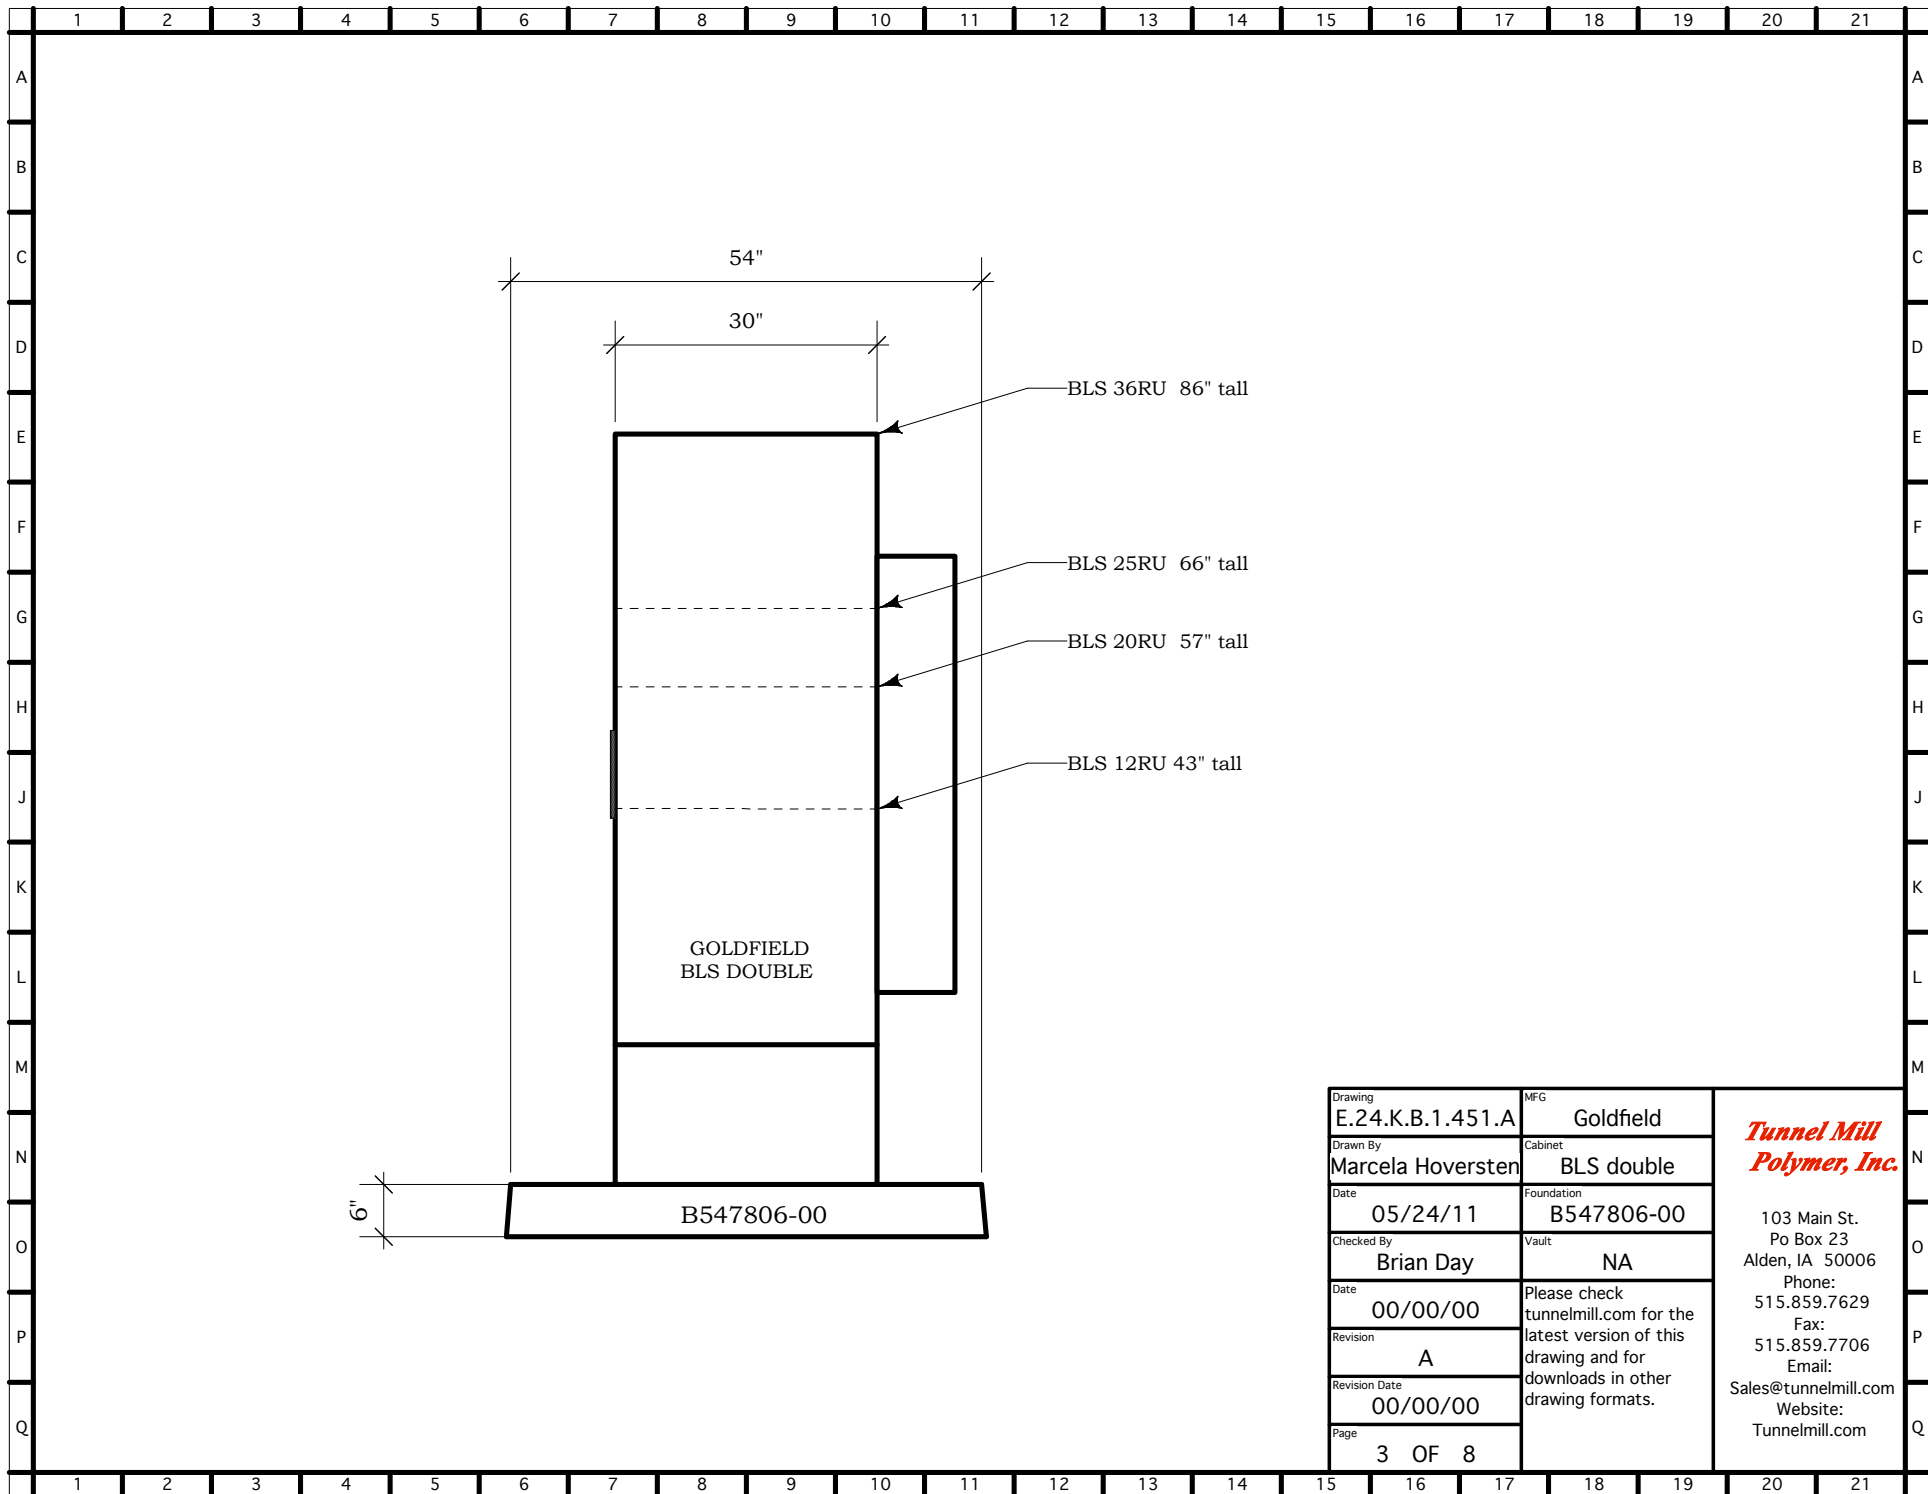 1 2 3 4 5 6 7 8 9 10 11 12 13 14 15 16 17 18 19 20 21
A A
B B
C C
54"
30"
D D
BLS 36RU 86" tall
E E
F F
BLS 25RU 66" tall
G G
BLS 20RU 57" tall
H H
BLS 12RU 43" tall
J J
K K
GOLDFIELD
BLS DOUBLE
L L
M M
N N
6"
B547806-00
O O
P P
Q Q
Drawing
E.24.K.B.1.451.A
MFG
Goldfield
Drawn By
Marcela Hoversten
Cabinet
BLS double
Date
05/24/11
Foundation
B547806-00
Checked By
Brian Day
Vault
NA
Date
00/00/00
Revision
A
Revision Date
00/00/00
Page
3 OF 8
Please check
tunnelmill.com for the
latest version of this
drawing and for
downloads in other
drawing formats.
Tunnel Mill
Polymer, Inc.
103 Main St.
Po Box 23
Alden, IA 50006
Phone:
515.859.7629
Fax:
515.859.7706
Email:
Sales@tunnelmill.com
Website:
Tunnelmill.com
1 2 3 4 5 6 7 8 9 10 11 12 13 14 15 16 17 18 19 20 21